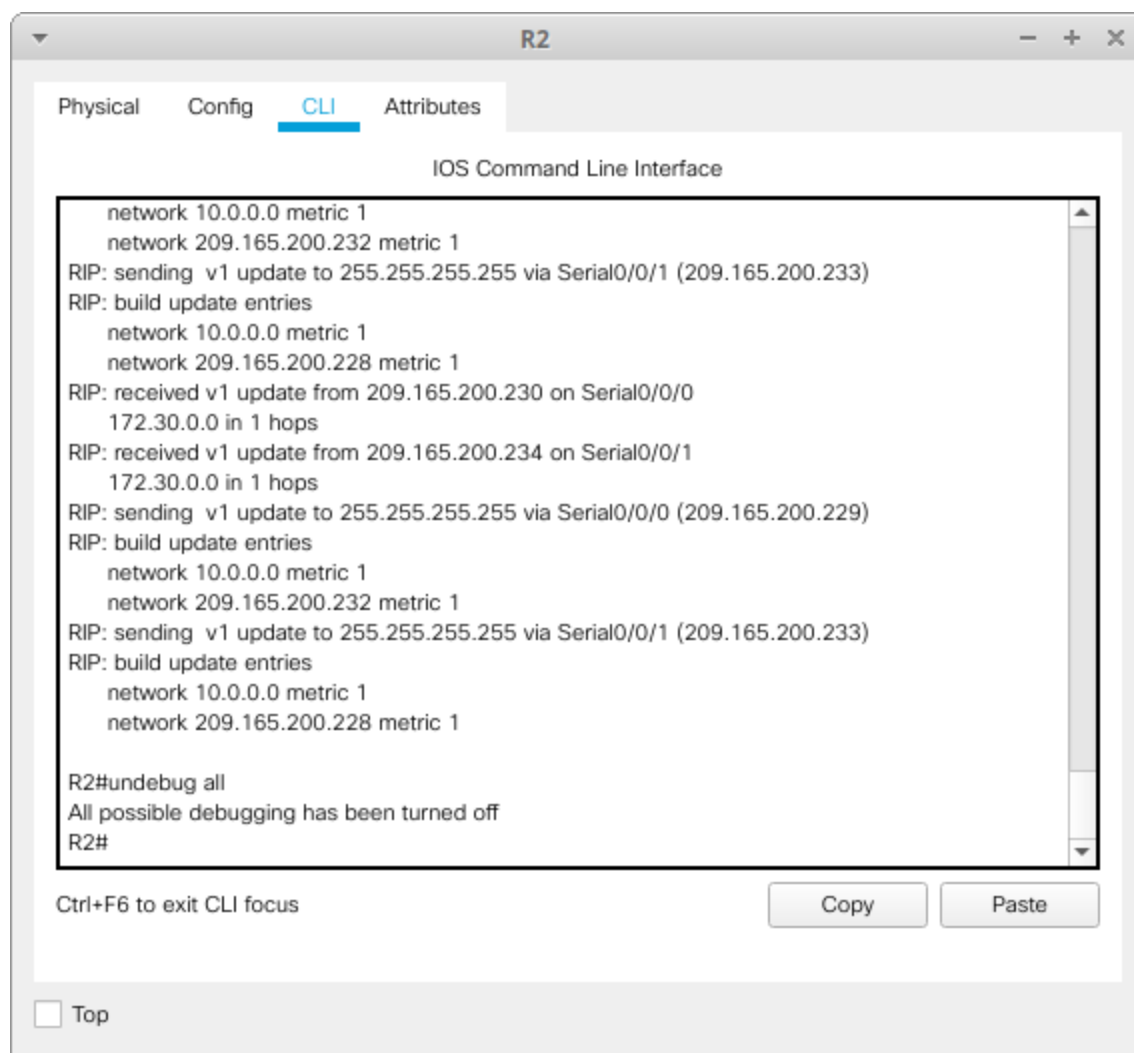 R2
Physical Config CLI Attributes
IOS Command Line Interface
network 10.0.0.0 metric 1
network 209.165.200.232 metric 1
RIP: sending  v1 update to 255.255.255.255 via Serial0/0/1 (209.165.200.233)
RIP: build update entries
network 10.0.0.0 metric 1
network 209.165.200.228 metric 1
RIP: received v1 update from 209.165.200.230 on Serial0/0/0
172.30.0.0 in 1 hops
RIP: received v1 update from 209.165.200.234 on Serial0/0/1
172.30.0.0 in 1 hops
RIP: sending  v1 update to 255.255.255.255 via Serial0/0/0 (209.165.200.229)
RIP: build update entries
network 10.0.0.0 metric 1
network 209.165.200.232 metric 1
RIP: sending  v1 update to 255.255.255.255 via Serial0/0/1 (209.165.200.233)
RIP: build update entries
network 10.0.0.0 metric 1
network 209.165.200.228 metric 1
R2#undebug all
All possible debugging has been turned off
R2#
Ctrl+F6 to exit CLI focus
Copy Paste
Top